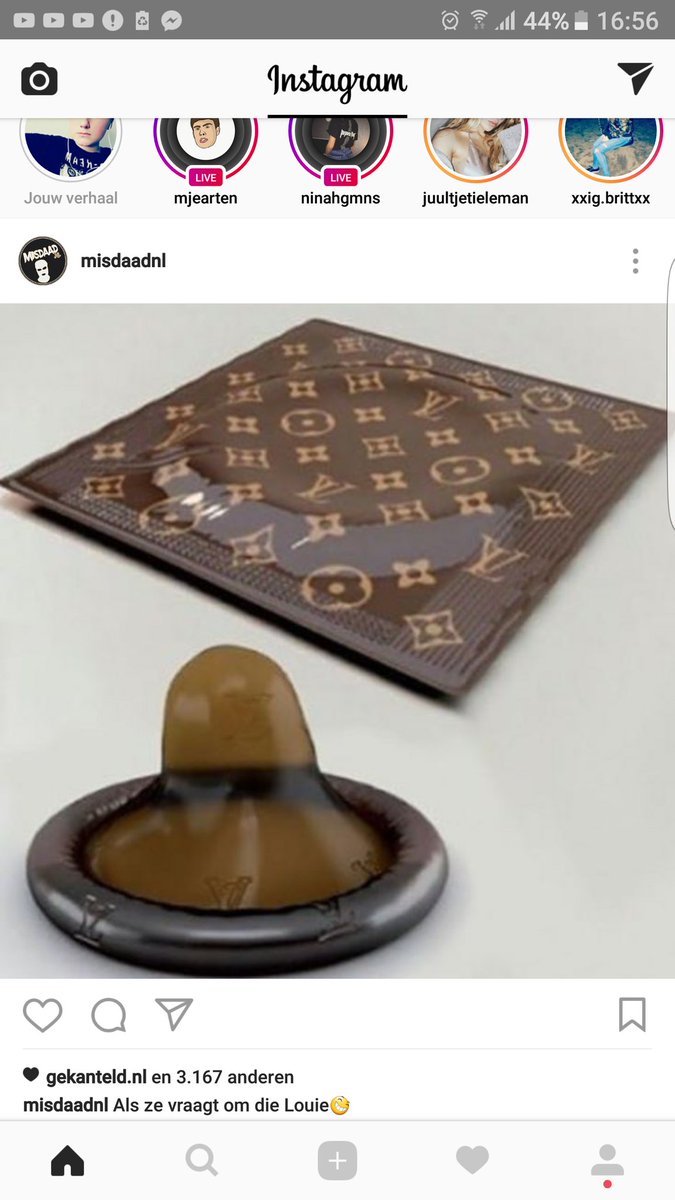 44% 16:56
Instagram
LIVE LIVE
Jouw verhaal mjearten ninahgmns juultjetieleman xxig.brittxx
MISDAAD
misdaadnl
gekanteld.nl en 3.167 anderen
misdaadnl Als ze vraagt om die Louie😆